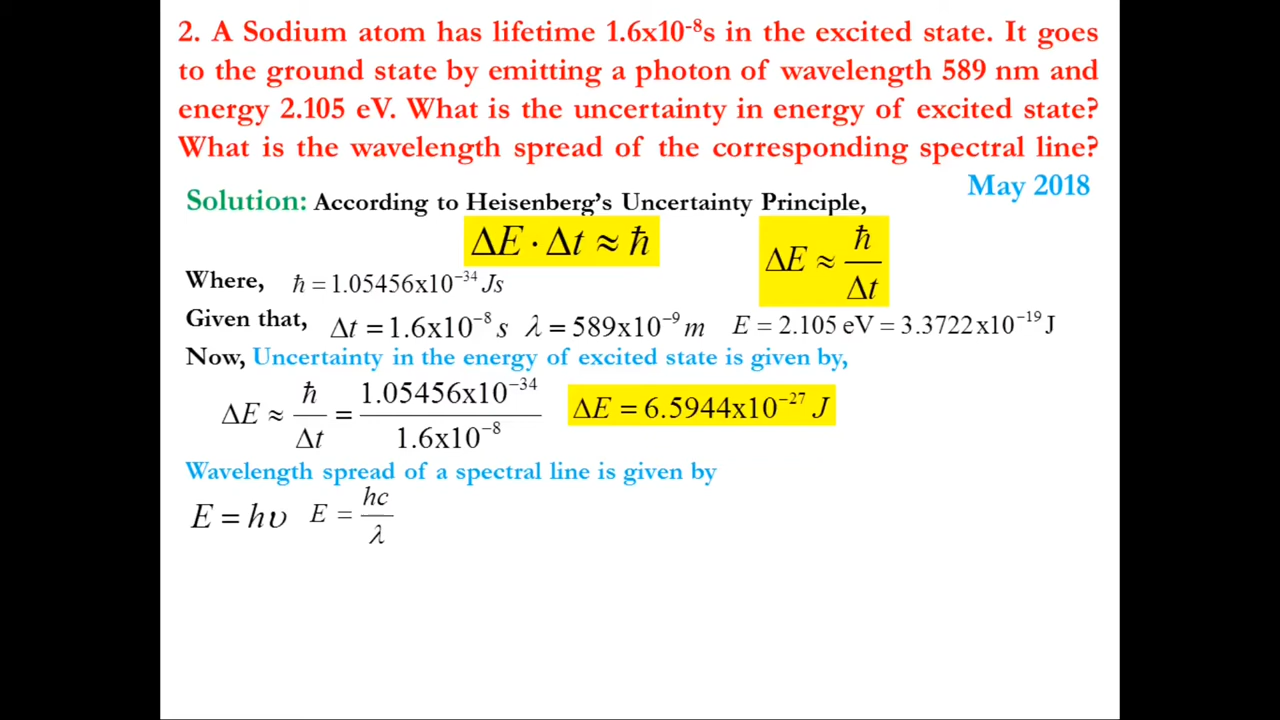 2. A Sodium atom has lifetime 1.6x10⁻⁸s in the excited state. It goes
to the ground state by emitting a photon of wavelength 589 nm and
energy 2.105 eV. What is the uncertainty in energy of excited state?
What is the wavelength spread of the corresponding spectral line?
May 2018
Solution: According to Heisenberg's Uncertainty Principle,
ΔE · Δt ≈ ħ
ΔE ≈ ħ/Δt
Where, ħ = 1.05456x10⁻³⁴ Js
Given that, Δt = 1.6x10⁻⁸ s λ = 589x10⁻⁹ m E = 2.105 eV = 3.3722x10⁻¹⁹ J
Now, Uncertainty in the energy of excited state is given by,
ΔE ≈ ħ/Δt = 1.05456x10⁻³⁴/1.6x10⁻⁸ ΔE = 6.5944x10⁻²⁷ J
Wavelength spread of a spectral line is given by
E = hυ E = hc/λ